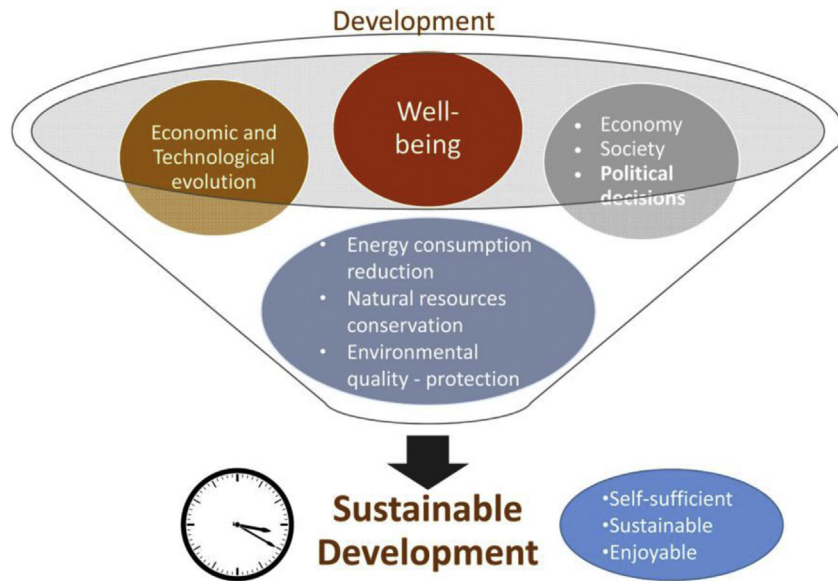 Development
Economic and
Technological
evolution
Well-
being
• Economy
• Society
• Political
decisions
• Energy consumption
reduction
• Natural resources
conservation
• Environmental
quality - protection
Sustainable
Development
•Self-sufficient
•Sustainable
•Enjoyable